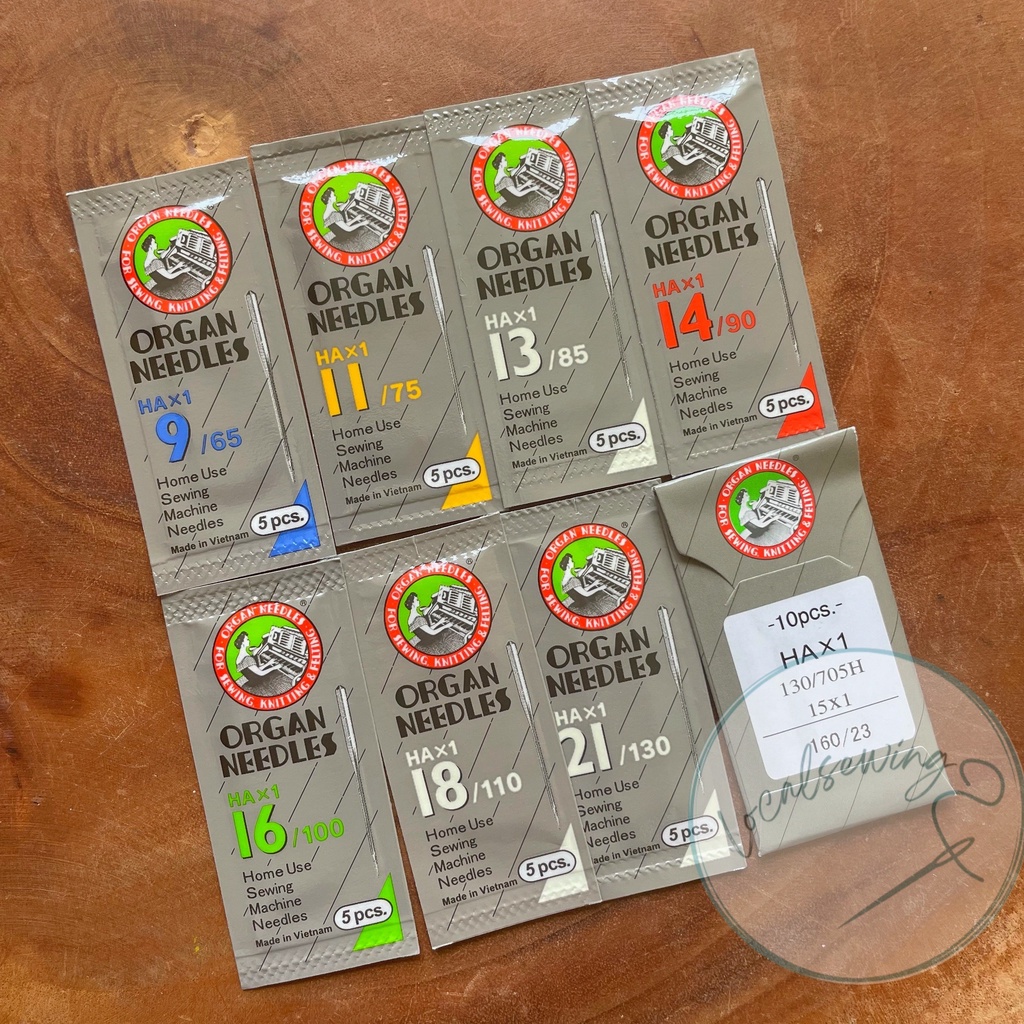 ORGAN NEEDLES
FOR SEWING, KNITTING & FELTING
ORGAN
NEEDLES
HA×1
9/65
Home Use
Sewing
Machine
Needles
Made in Vietnam
5 pcs.
ORGAN NEEDLES
FOR SEWING, KNITTING & FELTING
ORGAN
NEEDLES
HA×1
11/75
Home Use
Sewing
Machine
Needles
Made in Vietnam
5 pcs.
ORGAN NEEDLES
FOR SEWING, KNITTING & FELTING
ORGAN
NEEDLES
HA×1
13/85
Home Use
Sewing
Machine
Needles
Made in Vietnam
5 pcs.
ORGAN NEEDLES
FOR SEWING, KNITTING & FELTING
ORGAN
NEEDLES
HA×1
14/90
Home Use
Sewing
Machine
Needles
Made in Vietnam
5 pcs.
ORGAN NEEDLES
FOR SEWING, KNITTING & FELTING
®
ORGAN
NEEDLES
HA×1
16/100
Home Use
Sewing
Machine
Needles
Made in Vietnam
5 pcs.
ORGAN NEEDLES
FOR SEWING, KNITTING & FELTING
®
ORGAN
NEEDLES
HA×1
18/110
Home Use
Sewing
Machine
Needles
Made in Vietnam
5 pcs.
ORGAN NEEDLES
FOR SEWING, KNITTING & FELTING
®
ORGAN
NEEDLES
HA×1
21/130
Home Use
Sewing
Machine
Needles
Made in Vietnam
5 pcs.
ORGAN NEEDLES
FOR SEWING, KNITTING & FELTING
®
-10pcs.-
HA×1
130/705H
15X1
160/23
localsewing